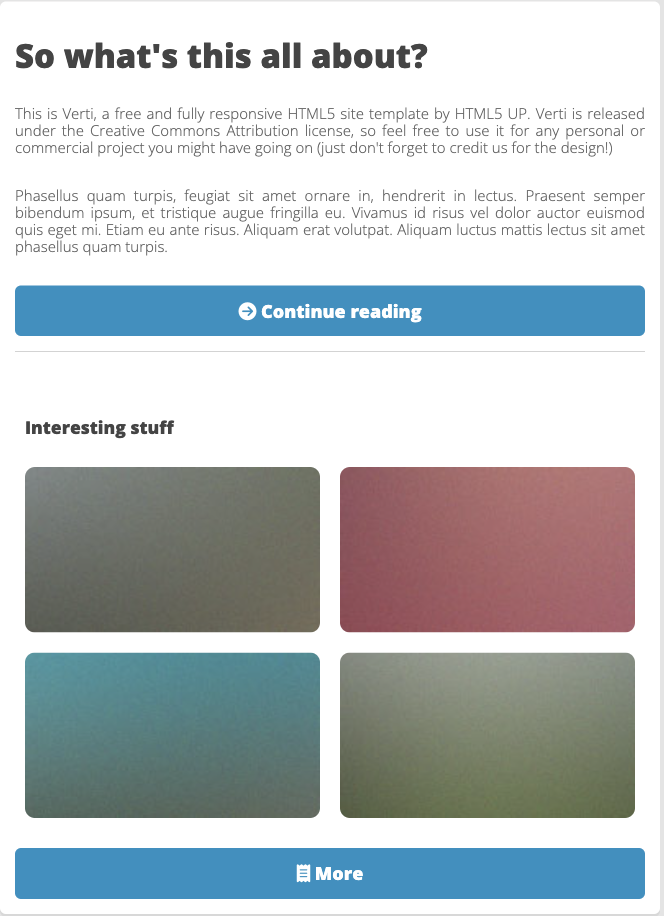 So what's this all about?
This is Verti, a free and fully responsive HTML5 site template by HTML5 UP. Verti is released
under the Creative Commons Attribution license, so feel free to use it for any personal or
commercial project you might have going on (just don't forget to credit us for the design!)
Phasellus quam turpis, feugiat sit amet ornare in, hendrerit in lectus. Praesent semper
bibendum ipsum, et tristique augue fringilla eu. Vivamus id risus vel dolor auctor euismod
quis eget mi. Etiam eu ante risus. Aliquam erat volutpat. Aliquam luctus mattis lectus sit amet
phasellus quam turpis.
Continue reading
Interesting stuff
More